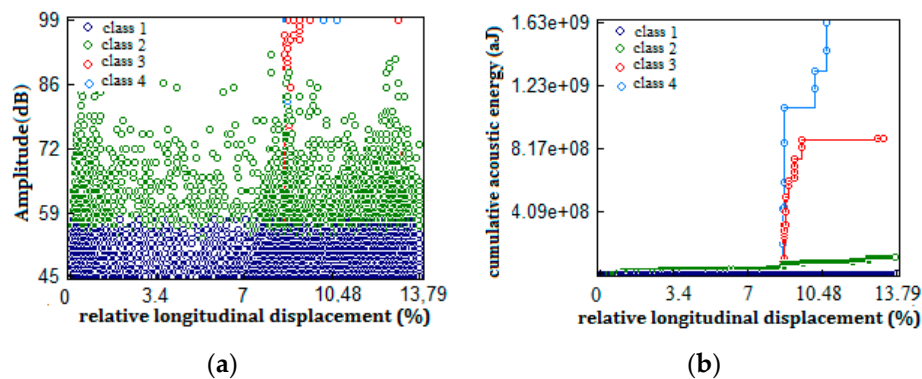 99
86
72
59
45
Amplitude(dB)
class 1
class 2
class 3
class 4
0 3.4 7 10.48 13.79
relative longitudinal displacement (%)
(a)
1.63e+09
1.23e+09
8.17e+08
4.09e+08
cumulative acoustic energy (aJ)
class 1
class 2
class 3
class 4
0 3.4 7 10.48 13.79
relative longitudinal displacement (%)
(b)